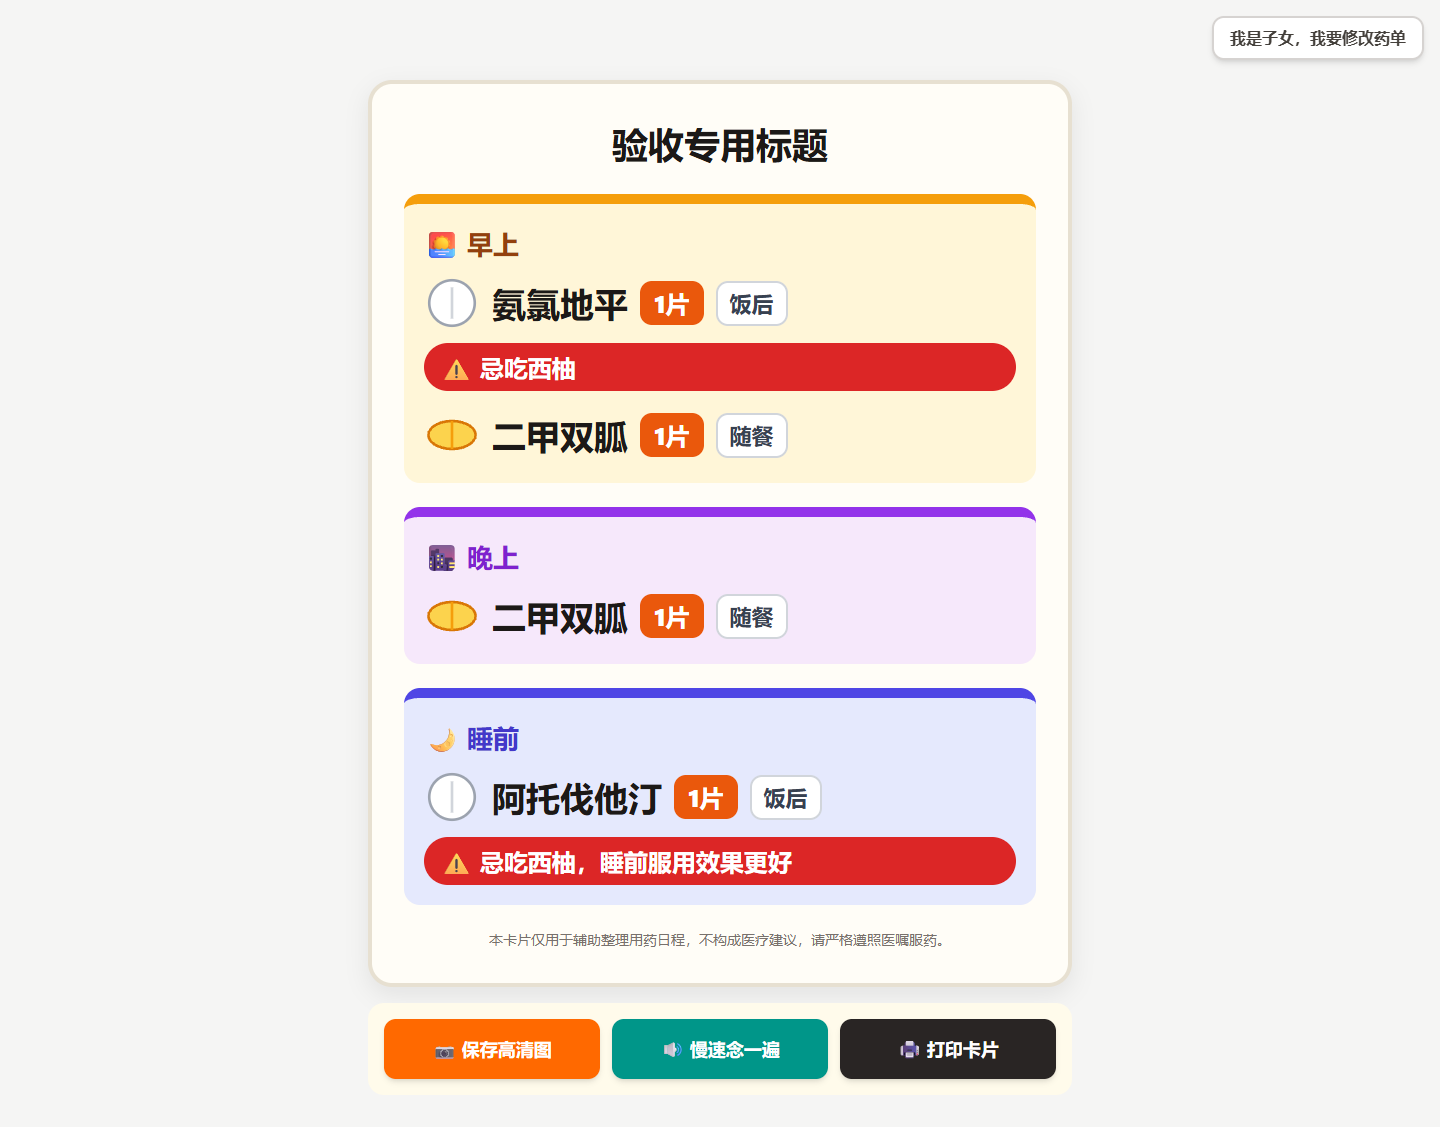 我是子女，我要修改药单
验收专用标题
早上
氨氯地平 1片 饭后
忌吃西柚
二甲双胍 1片 随餐
晚上
二甲双胍 1片 随餐
睡前
阿托伐他汀 1片 饭后
忌吃西柚，睡前服用效果更好
本卡片仅用于辅助整理用药日程，不构成医疗建议，请严格遵照医嘱服药。
保存高清图 慢速念一遍 打印卡片